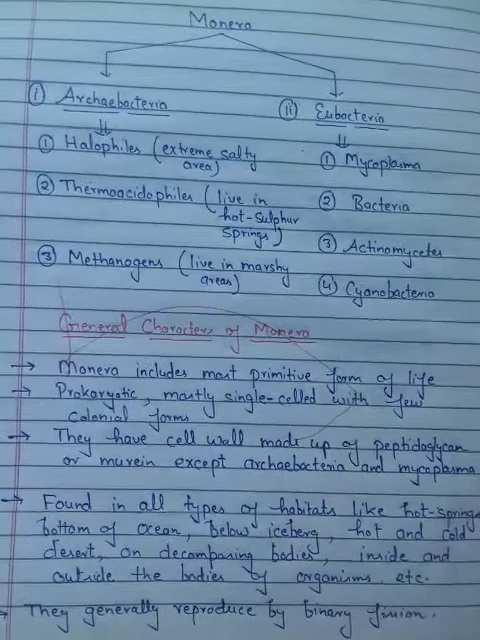 Monera
(i) Archaebacteria
(ii) Eubacteria
① Halophiles (extreme salty
area)
② Thermoacidophiles (live in
hot-sulphur
springs)
③ Methanogens (live in marshy
areas)
① Mycoplasma
② Bacteria
③ Actinomycetes
④ Cyanobacteria
General Characters of Monera
→ Monera includes most primitive form of life
→ Prokaryotic, mostly single-celled with few
colonial forms
→ They have cell wall made up of peptidoglycan
or murein except archaebacteria and mycoplasma
→ Found in all types of habitats like hot-springs
bottom of ocean, below iceberg, hot and cold
desert, on decomposing bodies, inside and
outside the bodies of organisms etc.
→ They generally reproduce by binary fission.